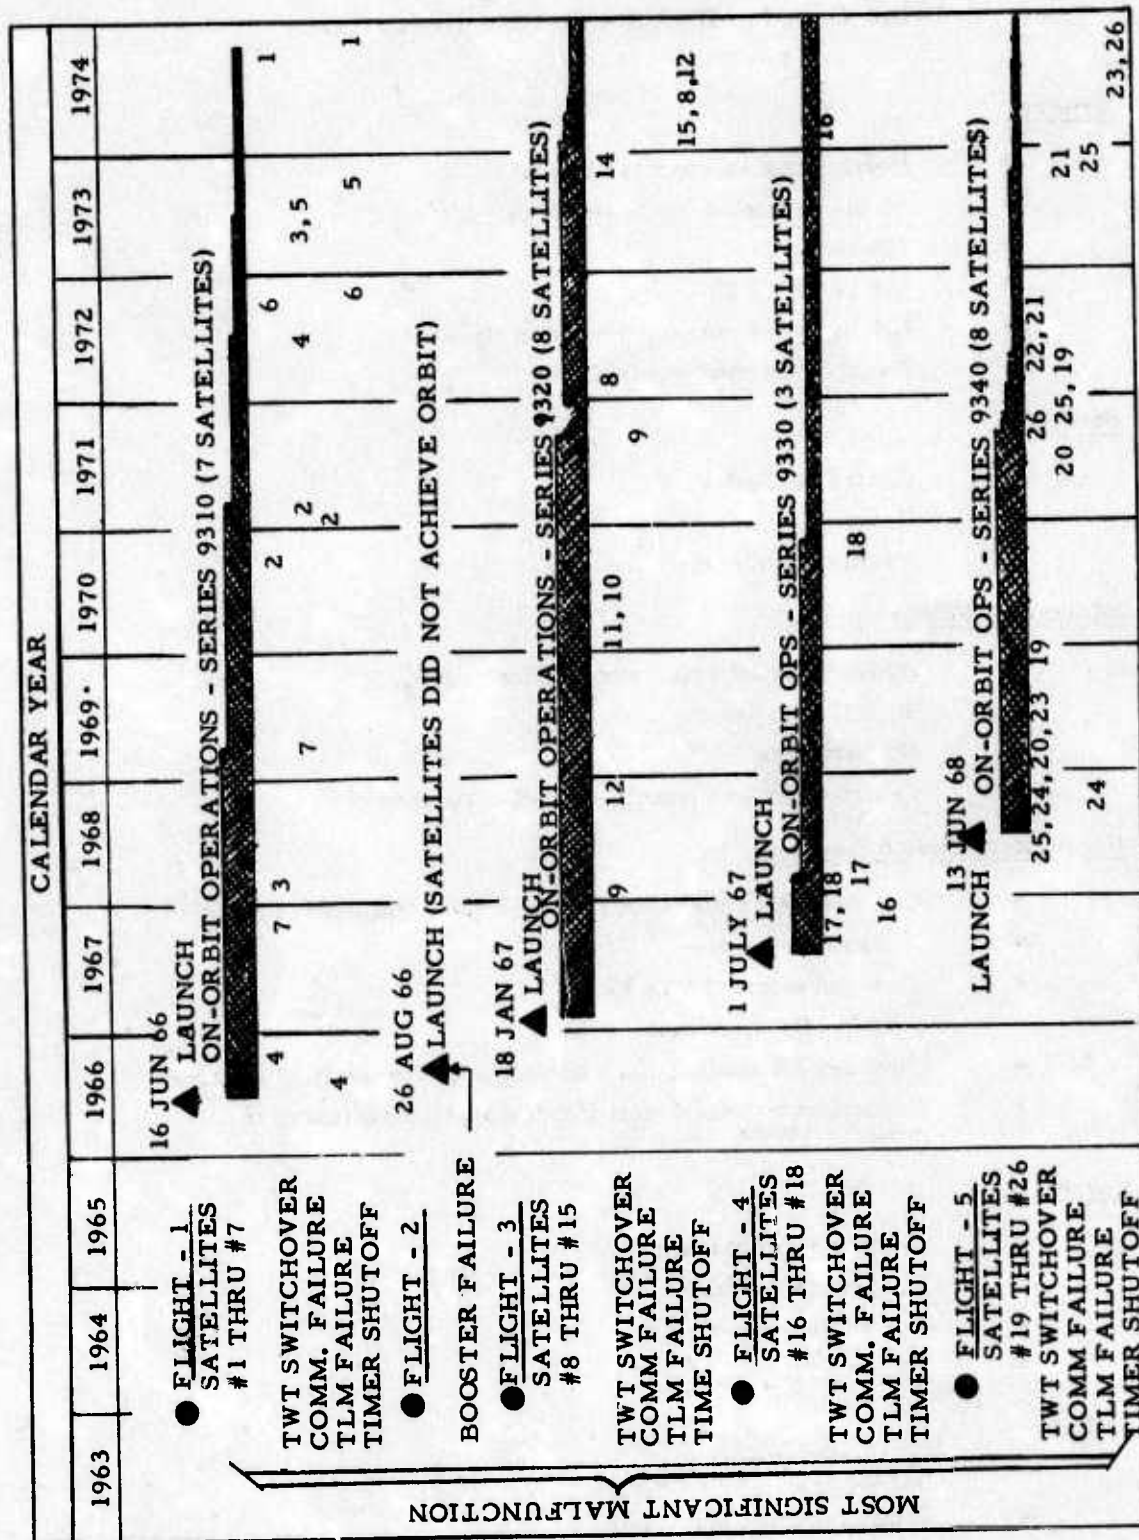 CALENDAR YEAR
1963 1964 1965 1966 1967 1968 1969· 1970 1971 1972 1973 1974
MOST SIGNIFICANT MALFUNCTION
● FLIGHT - 1
SATELLITES
#1 THRU #7
16 JUN 66
LAUNCH
ON-ORBIT OPERATIONS - SERIES 9310 (7 SATELLITES)
TWT SWITCHOVER 4 7 3 2 6 1
COMM. FAILURE 7 2 4 3, 5
TLM FAILURE 4 2
TIMER SHUTOFF 6 5 1
● FLIGHT - 2
26 AUG 66
LAUNCH (SATELLITES DID NOT ACHIEVE ORBIT)
BOOSTER FAILURE
● FLIGHT - 3
SATELLITES
#8 THRU #15
18 JAN 67
LAUNCH
ON-ORBIT OPERATIONS - SERIES 9320 (8 SATELLITES)
TWT SWITCHOVER 9 12 11, 10 8 14
COMM FAILURE 9
TLM FAILURE
TIME SHUTOFF 15, 8, 12
● FLIGHT - 4
SATELLITES
#16 THRU #18
1 JULY 67
LAUNCH
ON-ORBIT OPS - SERIES 9330 (3 SATELLITES)
TWT SWITCHOVER 17, 18 16
COMM. FAILURE 17 18
TLM FAILURE 16
TIMER SHUTOFF
● FLIGHT - 5
SATELLITES
#19 THRU #26
13 JUN 68
LAUNCH
ON-ORBIT OPS - SERIES 9340 (8 SATELLITES)
TWT SWITCHOVER 25, 24, 20, 23 19 26 22, 21
COMM FAILURE 20 25, 19 21
TLM FAILURE 24 25
TIMER SHUTOFF 23, 26